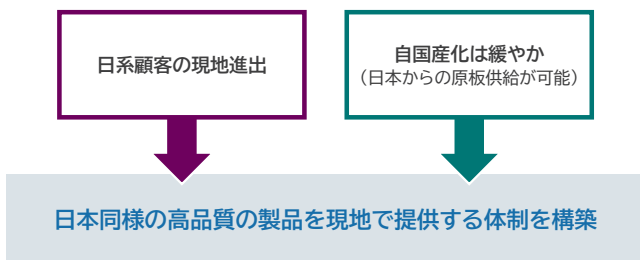 日系顧客の現地進出
自国産化は緩やか
（日本からの原板供給が可能）
日本同様の高品質の製品を現地で提供する体制を構築